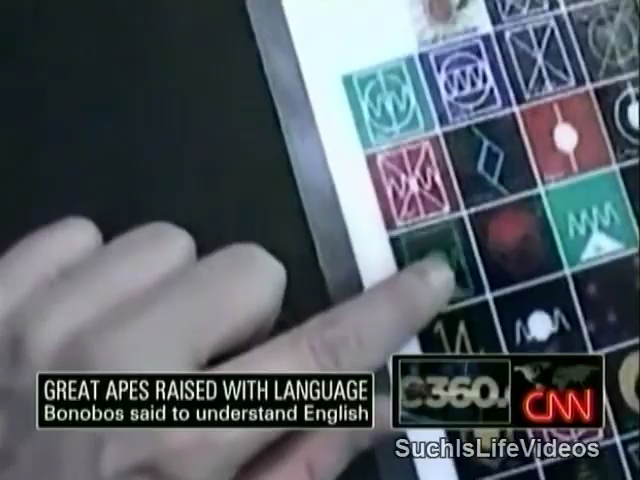 GREAT APES RAISED WITH LANGUAGE
Bonobos said to understand English
360°
CNN
SuchIsLifeVideos